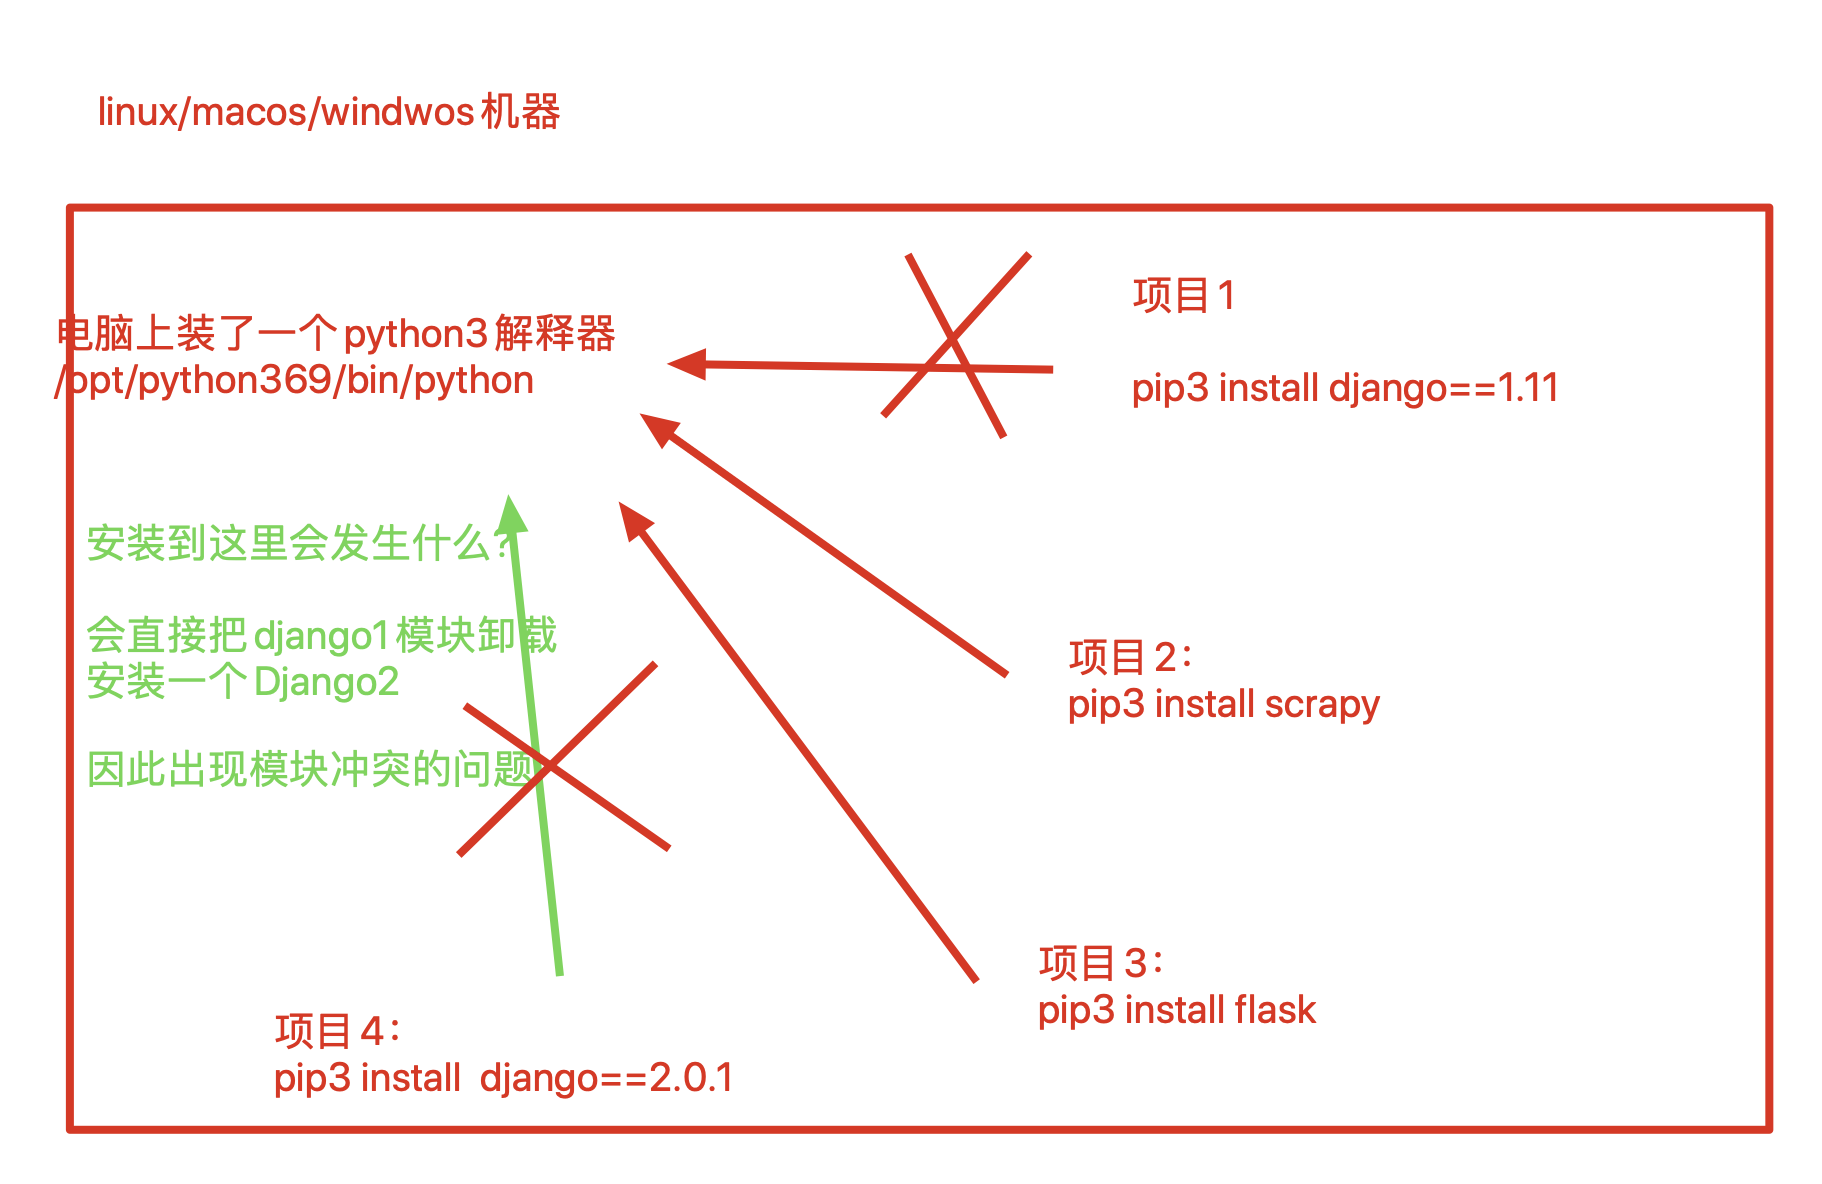 linux/macos/windwos机器
电脑上装了一个python3解释器
/opt/python369/bin/python
项目1
pip3 install django==1.11
安装到这里会发生什么？
会直接把django1模块卸载
安装一个Django2
因此出现模块冲突的问题
项目2：
pip3 install scrapy
项目3：
pip3 install flask
项目4：
pip3 install  django==2.0.1